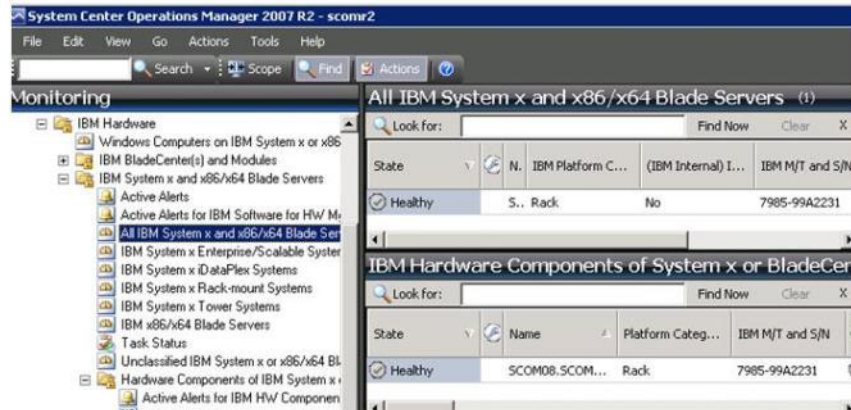 System Center Operations Manager 2007 R2 - scomr2
File Edit View Go Actions Tools Help
Search Scope Find Actions
Monitoring
IBM Hardware
Windows Computers on IBM System x or x86
IBM BladeCenter(s) and Modules
IBM System x and x86/x64 Blade Servers
Active Alerts
Active Alerts for IBM Software for HW M
All IBM System x and x86/x64 Blade Ser
IBM System x Enterprise/Scalable System
IBM System x iDataPlex Systems
IBM System x Rack-mount Systems
IBM System x Tower Systems
IBM x86/x64 Blade Servers
Task Status
Unclassified IBM System x or x86/x64 Bl
Hardware Components of IBM System x
Active Alerts for IBM HW Componen
All IBM System x and x86/x64 Blade Servers (1)
Look for: Find Now Clear X
State N. IBM Platform C... (IBM Internal) I... IBM M/T and S/N
Healthy S.. Rack No 7985-99A2231
IBM Hardware Components of System x or BladeCen
Look for: Find Now Clear X
State Name Platform Categ... IBM M/T and S/N
Healthy SCOM08.SCOM... Rack 7985-99A2231